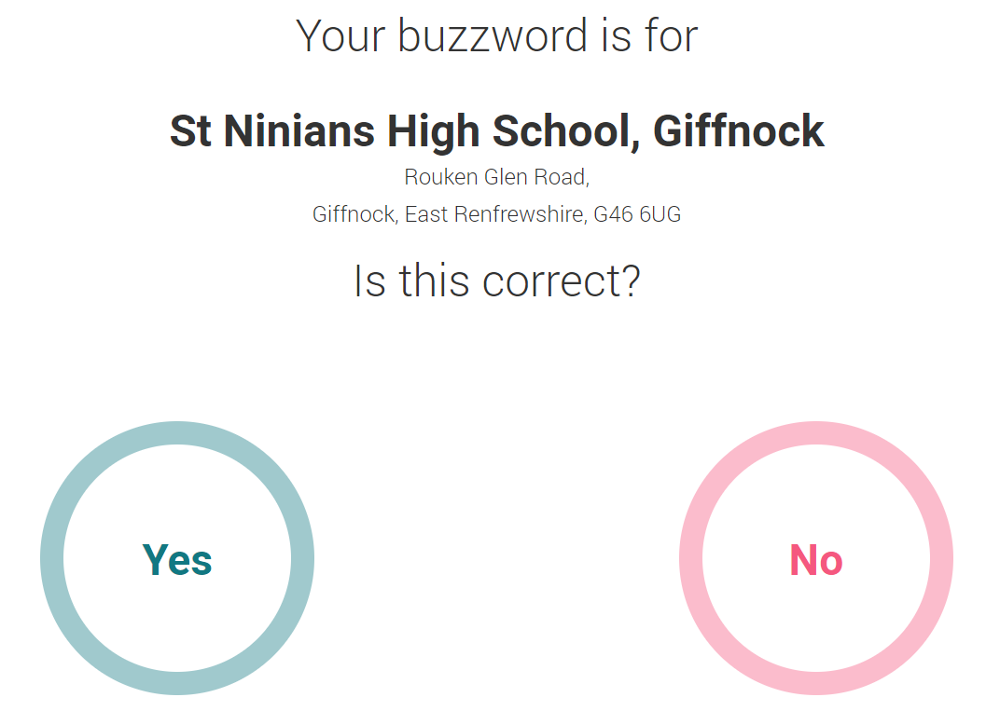 Your buzzword is for
St Ninians High School, Giffnock
Rouken Glen Road,
Giffnock, East Renfrewshire, G46 6UG
Is this correct?
Yes
No